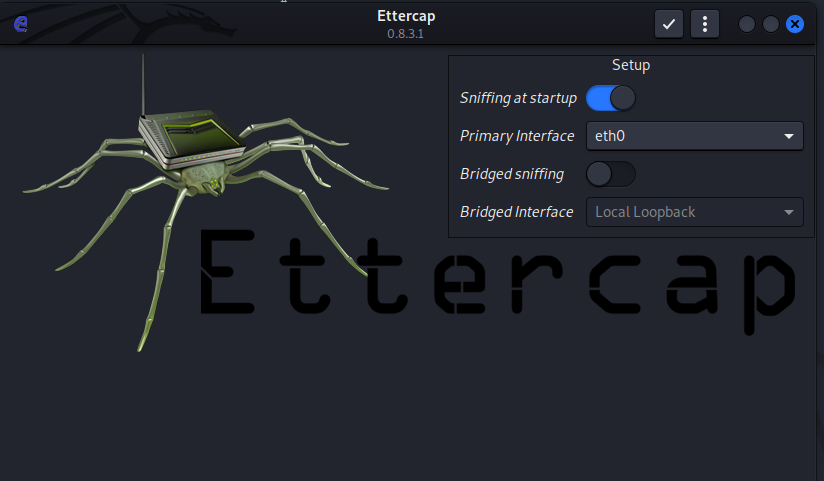 Ettercap
0.8.3.1
Setup
Sniffing at startup
Primary Interface eth0
Bridged sniffing
Bridged Interface Local Loopback
Ettercap